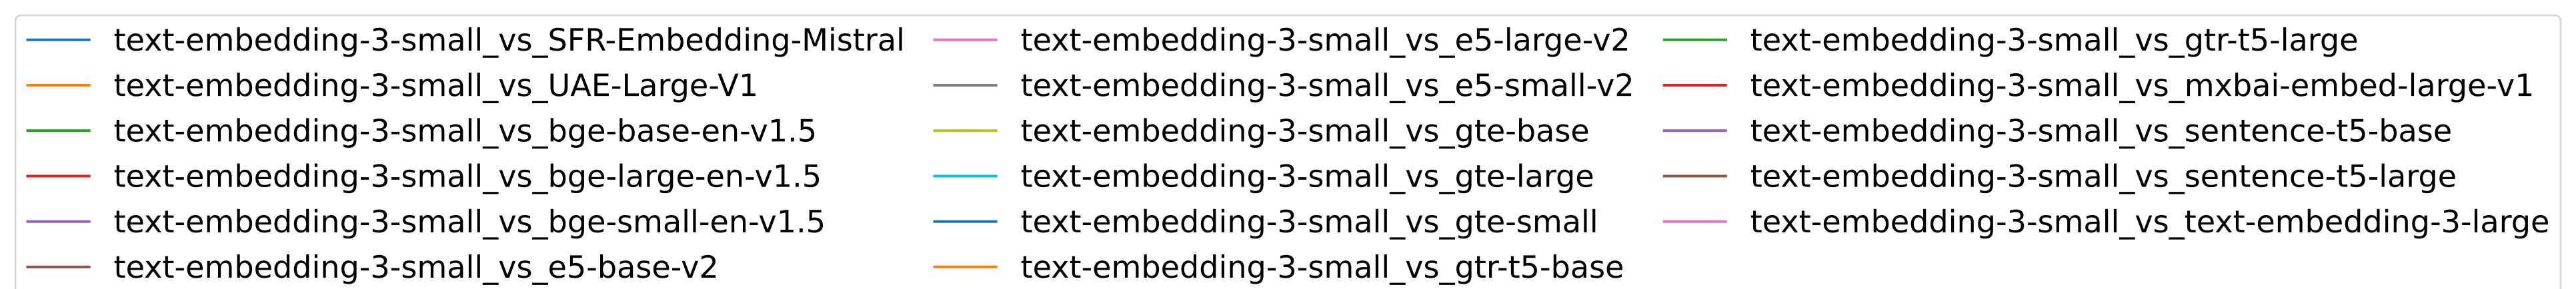 text-embedding-3-small_vs_SFR-Embedding-Mistral
text-embedding-3-small_vs_UAE-Large-V1
text-embedding-3-small_vs_bge-base-en-v1.5
text-embedding-3-small_vs_bge-large-en-v1.5
text-embedding-3-small_vs_bge-small-en-v1.5
text-embedding-3-small_vs_e5-base-v2
text-embedding-3-small_vs_e5-large-v2
text-embedding-3-small_vs_e5-small-v2
text-embedding-3-small_vs_gte-base
text-embedding-3-small_vs_gte-large
text-embedding-3-small_vs_gte-small
text-embedding-3-small_vs_gtr-t5-base
text-embedding-3-small_vs_gtr-t5-large
text-embedding-3-small_vs_mxbai-embed-large-v1
text-embedding-3-small_vs_sentence-t5-base
text-embedding-3-small_vs_sentence-t5-large
text-embedding-3-small_vs_text-embedding-3-large